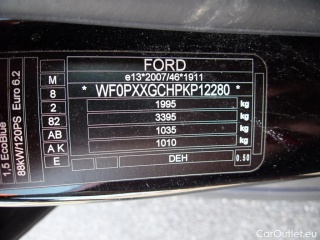 FORD
e13*2007/46*1911
M
8 * WF0PXXGCHPKP12280 *
2 1995 kg
82 3395 kg
AB 1035 kg
A K 1010 kg
E DEH 0.50
1,5 EcoBlue
88kW/120PS Euro 6.2
CarOutlet.eu